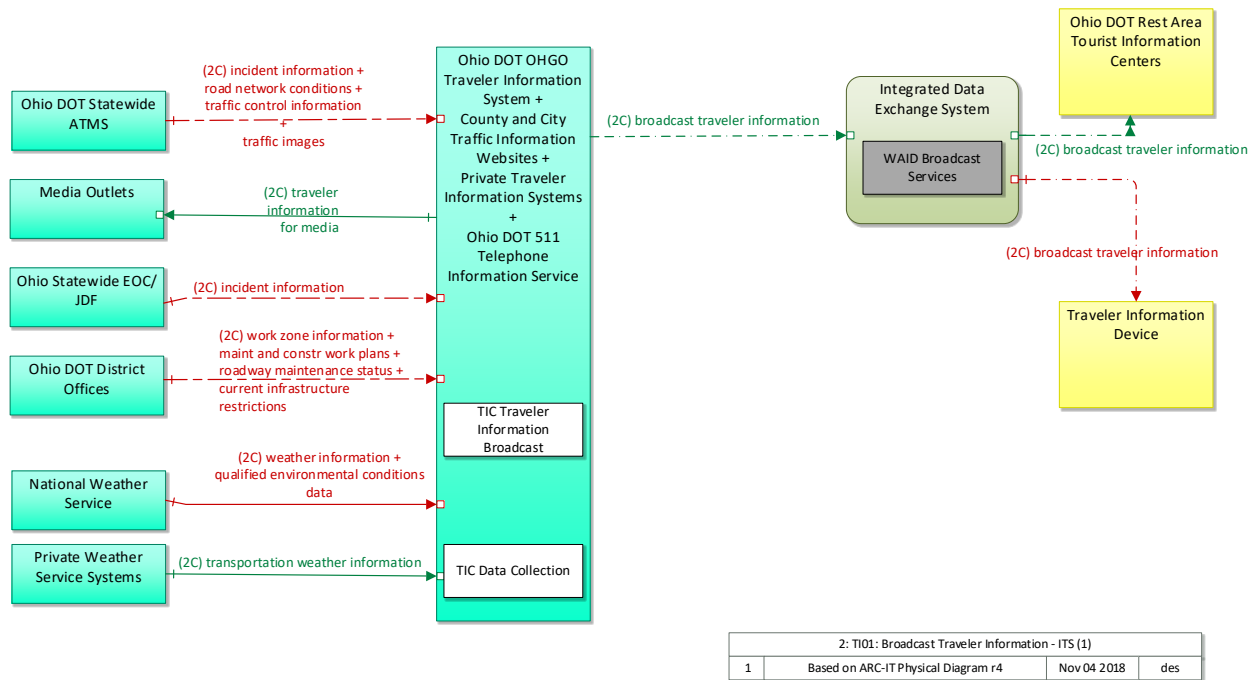 Ohio DOT Statewide
ATMS
(2C) incident information +
road network conditions +
traffic control information
+
traffic images
Media Outlets
(2C) traveler
information
for media
Ohio Statewide EOC/
JDF
(2C) incident information
Ohio DOT District
Offices
(2C) work zone information +
maint and constr work plans +
roadway maintenance status +
current infrastructure
restrictions
National Weather
Service
(2C) weather information +
qualified environmental conditions
data
Private Weather
Service Systems
(2C) transportation weather information
Ohio DOT OHGO
Traveler Information
System +
County and City
Traffic Information
Websites +
Private Traveler
Information Systems
+
Ohio DOT 511
Telephone
Information Service
TIC Traveler
Information
Broadcast
TIC Data Collection
(2C) broadcast traveler information
Integrated Data
Exchange System
WAID Broadcast
Services
Ohio DOT Rest Area
Tourist Information
Centers
(2C) broadcast traveler information
(2C) broadcast traveler information
Traveler Information
Device
2: TI01: Broadcast Traveler Information - ITS (1)
1 Based on ARC-IT Physical Diagram r4 Nov 04 2018 des